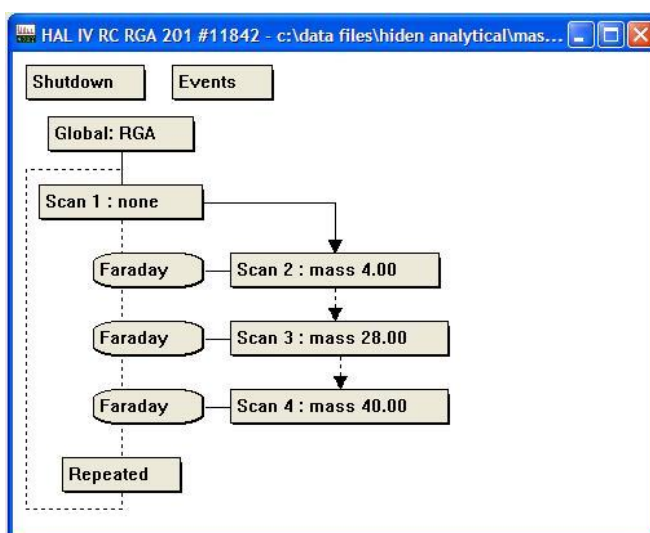 HAL IV RC RGA 201 #11842 - c:\data files\hiden analytical\mas...
Shutdown Events
Global: RGA
Scan 1 : none
Faraday Scan 2 : mass 4.00
Faraday Scan 3 : mass 28.00
Faraday Scan 4 : mass 40.00
Repeated